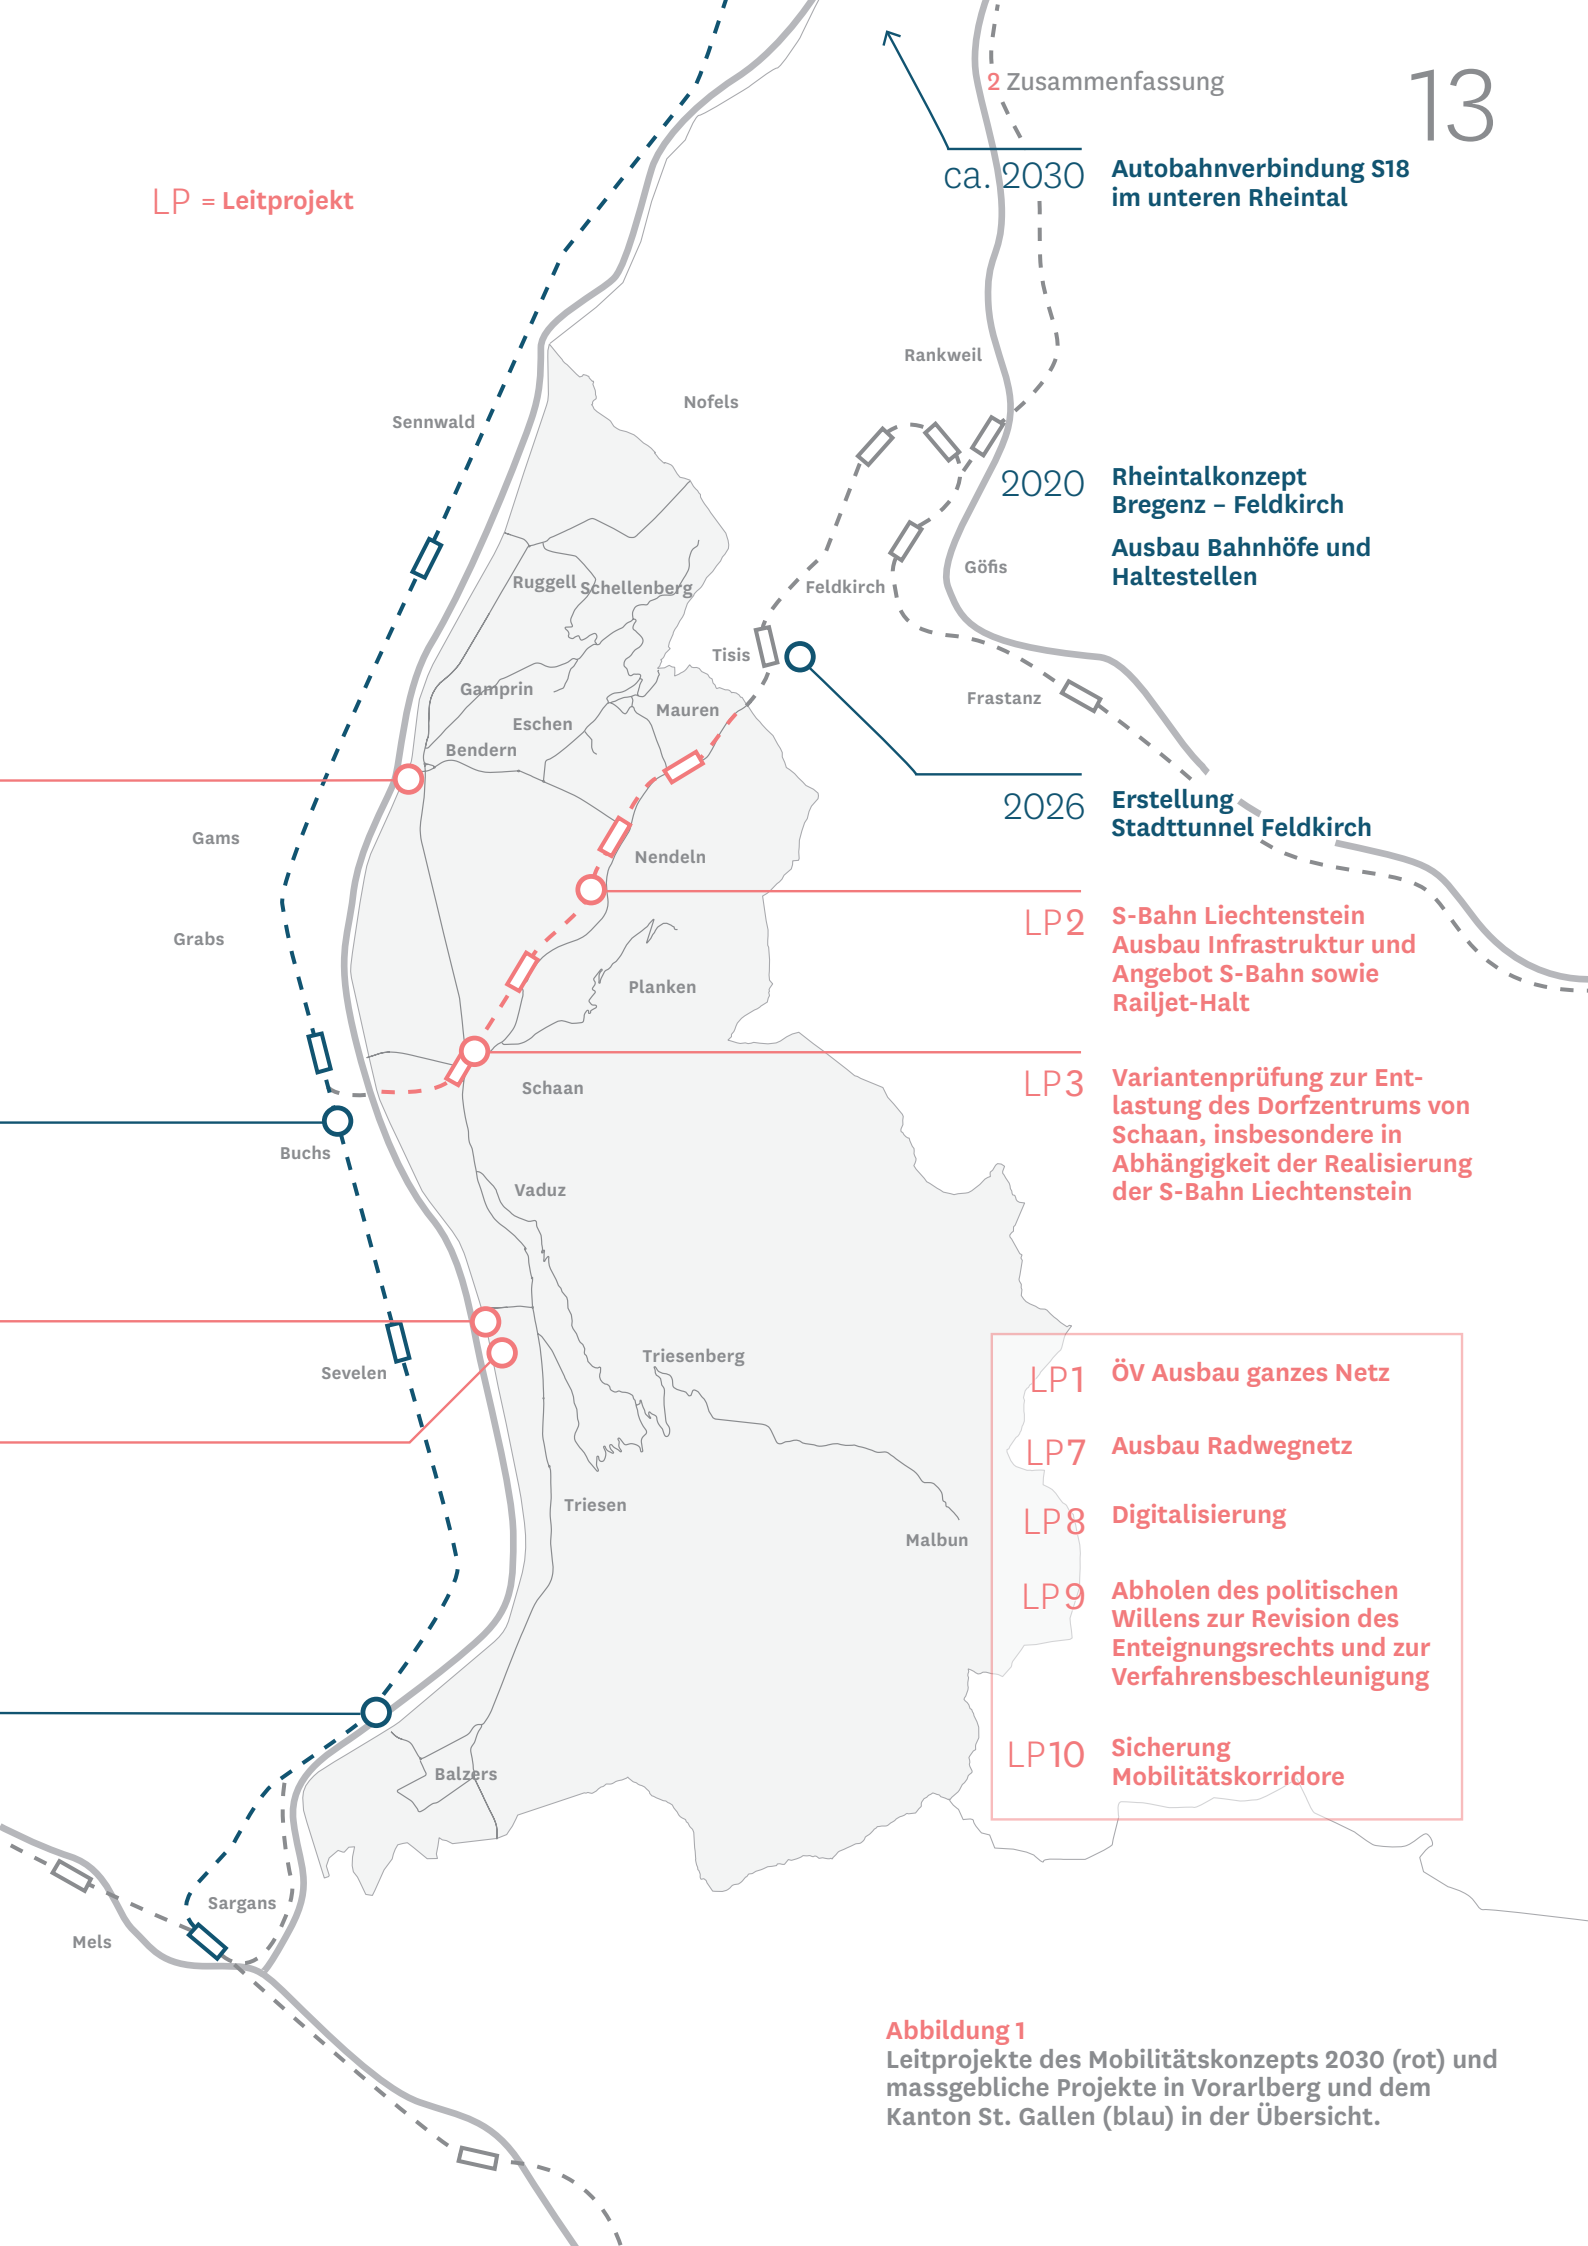 2 Zusammenfassung
13
LP = Leitprojekt
ca. 2030
Autobahnverbindung S18
im unteren Rheintal
Rankweil
Nofels
Sennwald
2020
Rheintalkonzept
Bregenz – Feldkirch
Ausbau Bahnhöfe und
Haltestellen
Göfis
Ruggell
Schellenberg
Feldkirch
Tisis
Gamprin
Frastanz
Mauren
Eschen
Bendern
2026
Erstellung
Stadttunnel Feldkirch
Gams
Nendeln
LP2
S-Bahn Liechtenstein
Ausbau Infrastruktur und
Angebot S-Bahn sowie
Railjet-Halt
Grabs
Planken
Schaan
LP3
Variantenprüfung zur Ent-
lastung des Dorfzentrums von
Schaan, insbesondere in
Abhängigkeit der Realisierung
der S-Bahn Liechtenstein
Buchs
Vaduz
Sevelen
Triesenberg
LP1
ÖV Ausbau ganzes Netz
LP7
Ausbau Radwegnetz
Triesen
LP8
Digitalisierung
Malbun
LP9
Abholen des politischen
Willens zur Revision des
Enteignungsrechts und zur
Verfahrensbeschleunigung
LP10
Sicherung
Mobilitätskorridore
Balzers
Sargans
Mels
Abbildung 1
Leitprojekte des Mobilitätskonzepts 2030 (rot) und
massgebliche Projekte in Vorarlberg und dem
Kanton St. Gallen (blau) in der Übersicht.